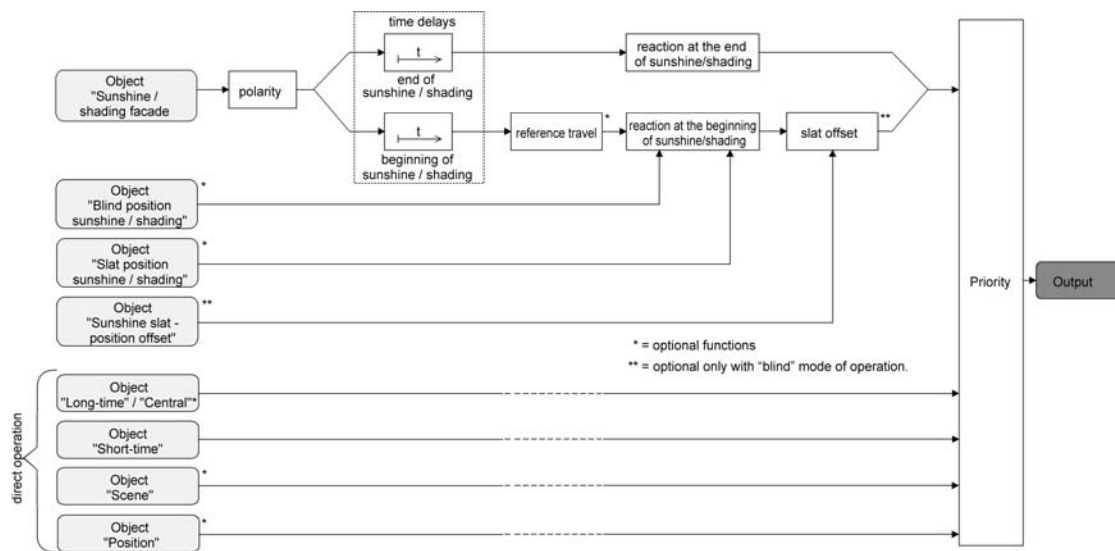 time delays
t
end of
sunshine / shading
reaction at the end
of sunshine/shading
Object
"Sunshine /
shading facade
polarity
t
beginning of
sunshine / shading
reference travel
*
reaction at the beginning
of sunshine/shading
slat offset
**
Object
"Blind position
sunshine / shading"
*
Object
"Slat position
sunshine / shading"
*
Object
"Sunshine slat -
position offset"
**
Priority
Output
* = optional functions
** = optional only with “blind” mode of operation.
direct operation
Object
"Long-time" / "Central"*
Object
"Short-time"
Object
"Scene"
*
Object
"Position"
*